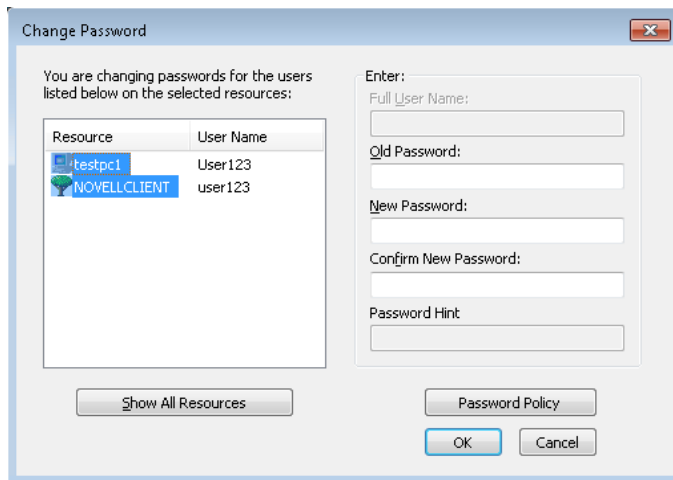 Change Password
You are changing passwords for the users
listed below on the selected resources:
Resource User Name
testpc1 User123
NOVELLCLIENT user123
Show All Resources
Enter:
Full User Name:
Old Password:
New Password:
Confirm New Password:
Password Hint
Password Policy
OK Cancel